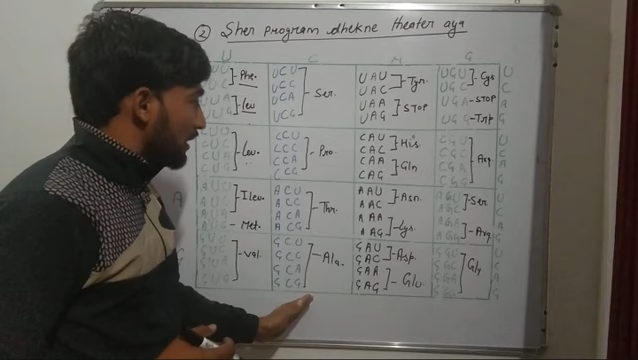 ② Sher program dhekne theater aya
U C A G
UUU UCU UAU UGU U
UUC Phe. UCC UAC Tyr. UGC Cys C
UUA UCA Ser. UAA UGA - STOP A
UUG Leu UCG UAG STOP UGG - Trp G
CUU CCU CAU CGU U
CUC Leu. CCC Pro. CAC His CGC Arg C
CUA CCA CAA CGA A
CUG CCG CAG Gln CGG G
A AUU ACU AAU AGU U
AUC Ileu. ACC Thr. AAC Asn. AGC Ser C
AUA ACA AAA AGA A
AUG - Met. ACG AAG Lys. AGG Arg G
GUU GCU GAU GGU U
GUC Val. GCC Ala. GAC Asp. GGC Gly C
GUA GCA GAA GGA A
GUG GCG GAG Glu. GGG G